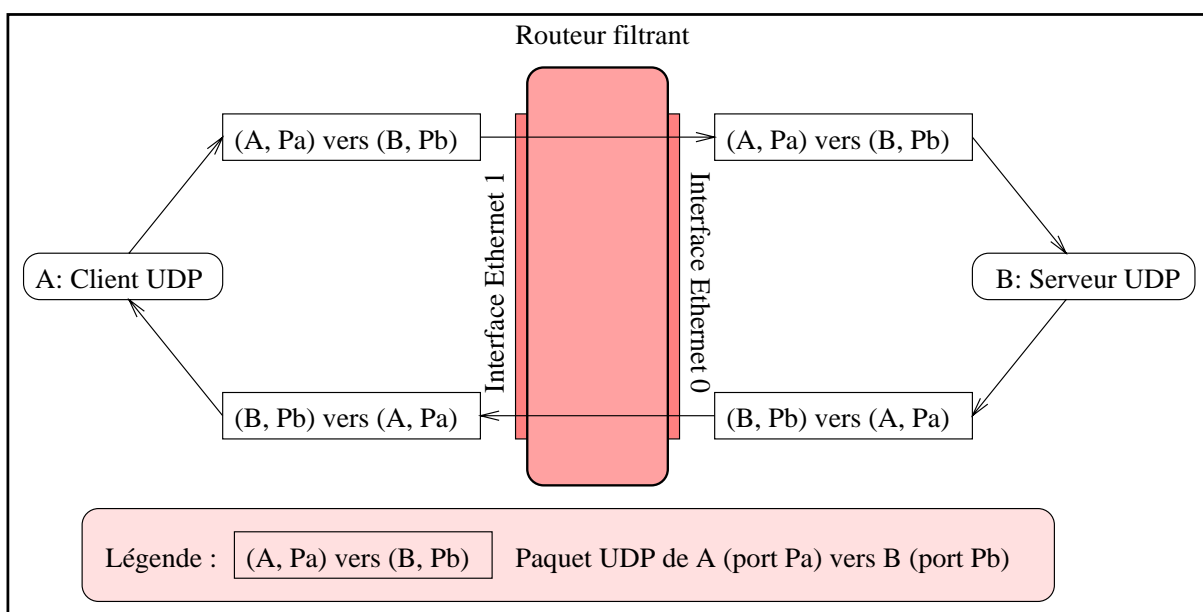 Routeur filtrant
(A, Pa) vers (B, Pb)
(A, Pa) vers (B, Pb)
Interface Ethernet 1
Interface Ethernet 0
A: Client UDP
B: Serveur UDP
(B, Pb) vers (A, Pa)
(B, Pb) vers (A, Pa)
Légende : (A, Pa) vers (B, Pb) Paquet UDP de A (port Pa) vers B (port Pb)